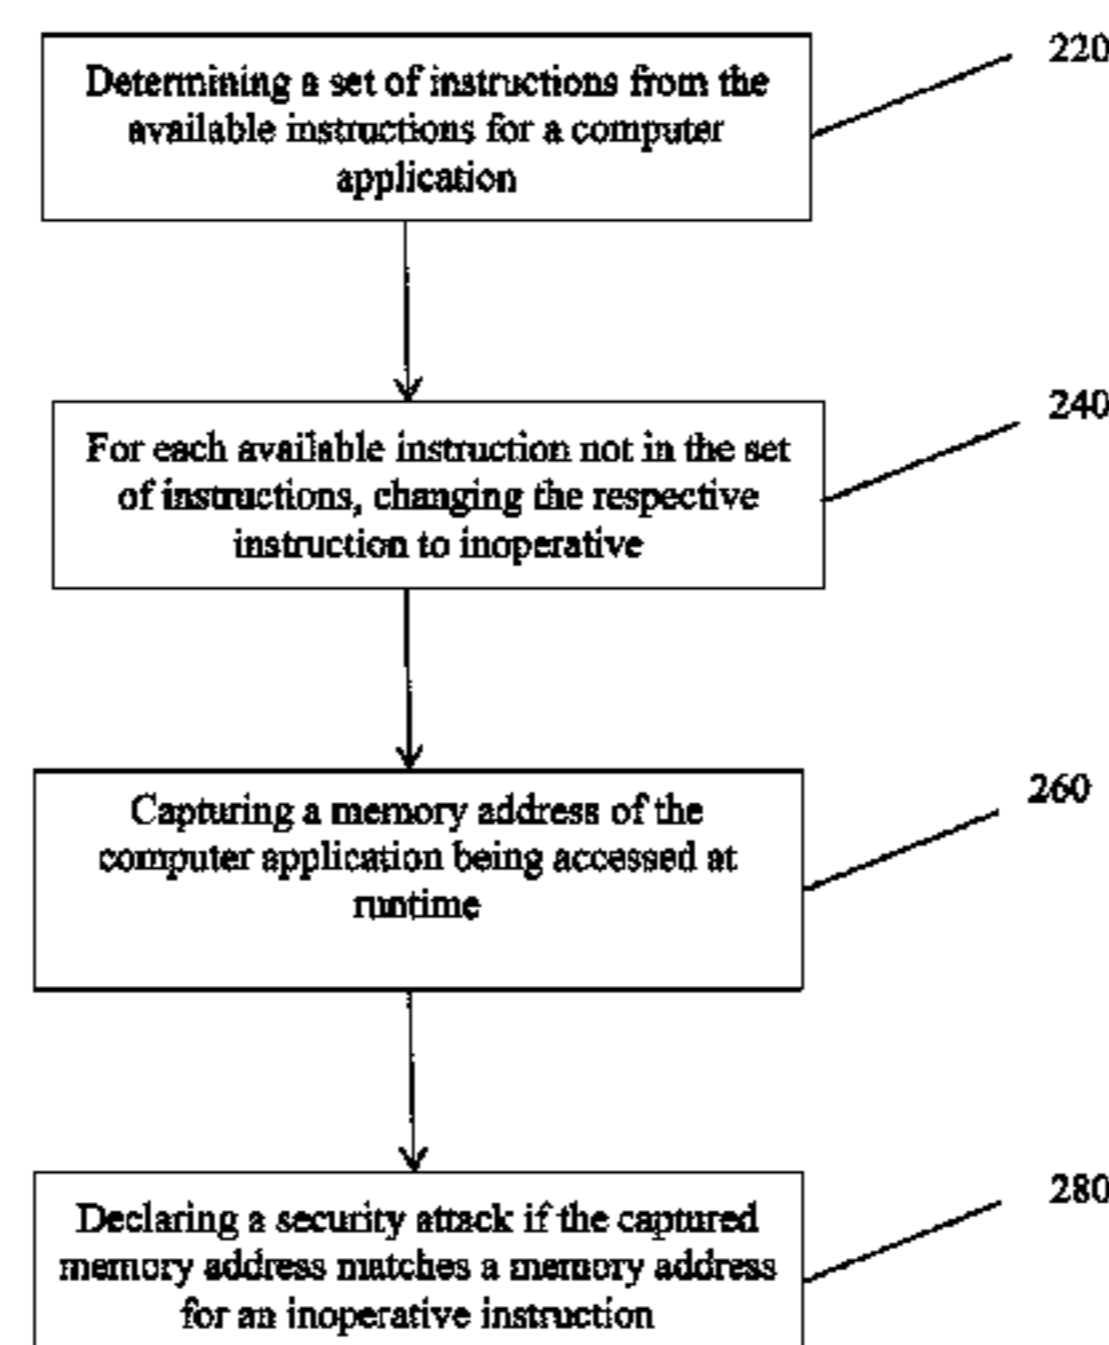 220
Determining a set of instructions from the
available instructions for a computer
application
240
For each available instruction not in the set
of instructions, changing the respective
instruction to inoperative
260
Capturing a memory address of the
computer application being accessed at
runtime
280
Declaring a security attack if the captured
memory address matches a memory address
for an inoperative instruction